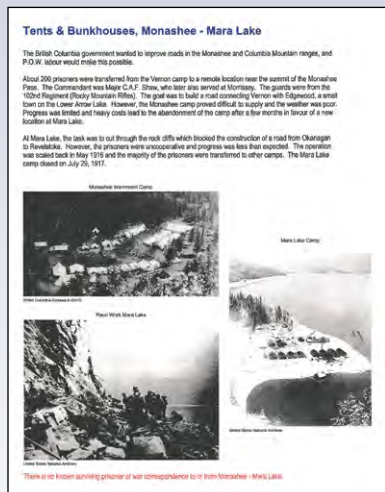 Tents & Bunkhouses, Monashee - Mara Lake
The British Columbia government wanted to improve roads in the Monashee and Columbia Mountain ranges, and
P.O.W. labour would make this possible.
About 200 prisoners were transferred from the Vernon camp to a remote location near the summit of the Monashee
Pass. The Commandant was Major C.A.F. Shaw, who later also served at Morrissey. The guards were from the
102nd Regiment (Rocky Mountain Rifles). The goal was to build a road connecting Vernon with Edgewood, a small
town on the Lower Arrow Lake. However, the Monashee camp proved difficult to supply and the weather was poor.
Progress was limited and heavy costs lead to the abandonment of the camp after a few months in favour of a new
location at Mara Lake.
At Mara Lake, the task was to cut through the rock cliffs which blocked the construction of a road from Okanagan
to Revelstoke. However, the prisoners were uncooperative and progress was less than expected. The operation
was scaled back in May 1916 and the majority of the prisoners were transferred to other camps. The Mara Lake
camp closed on July 29, 1917.
Monashee Internment Camp
Mara Lake Camp
Road Work Mara Lake
United States National Archives
United States National Archives
There is no known surviving prisoner of war correspondence to or from Monashee - Mara Lake.